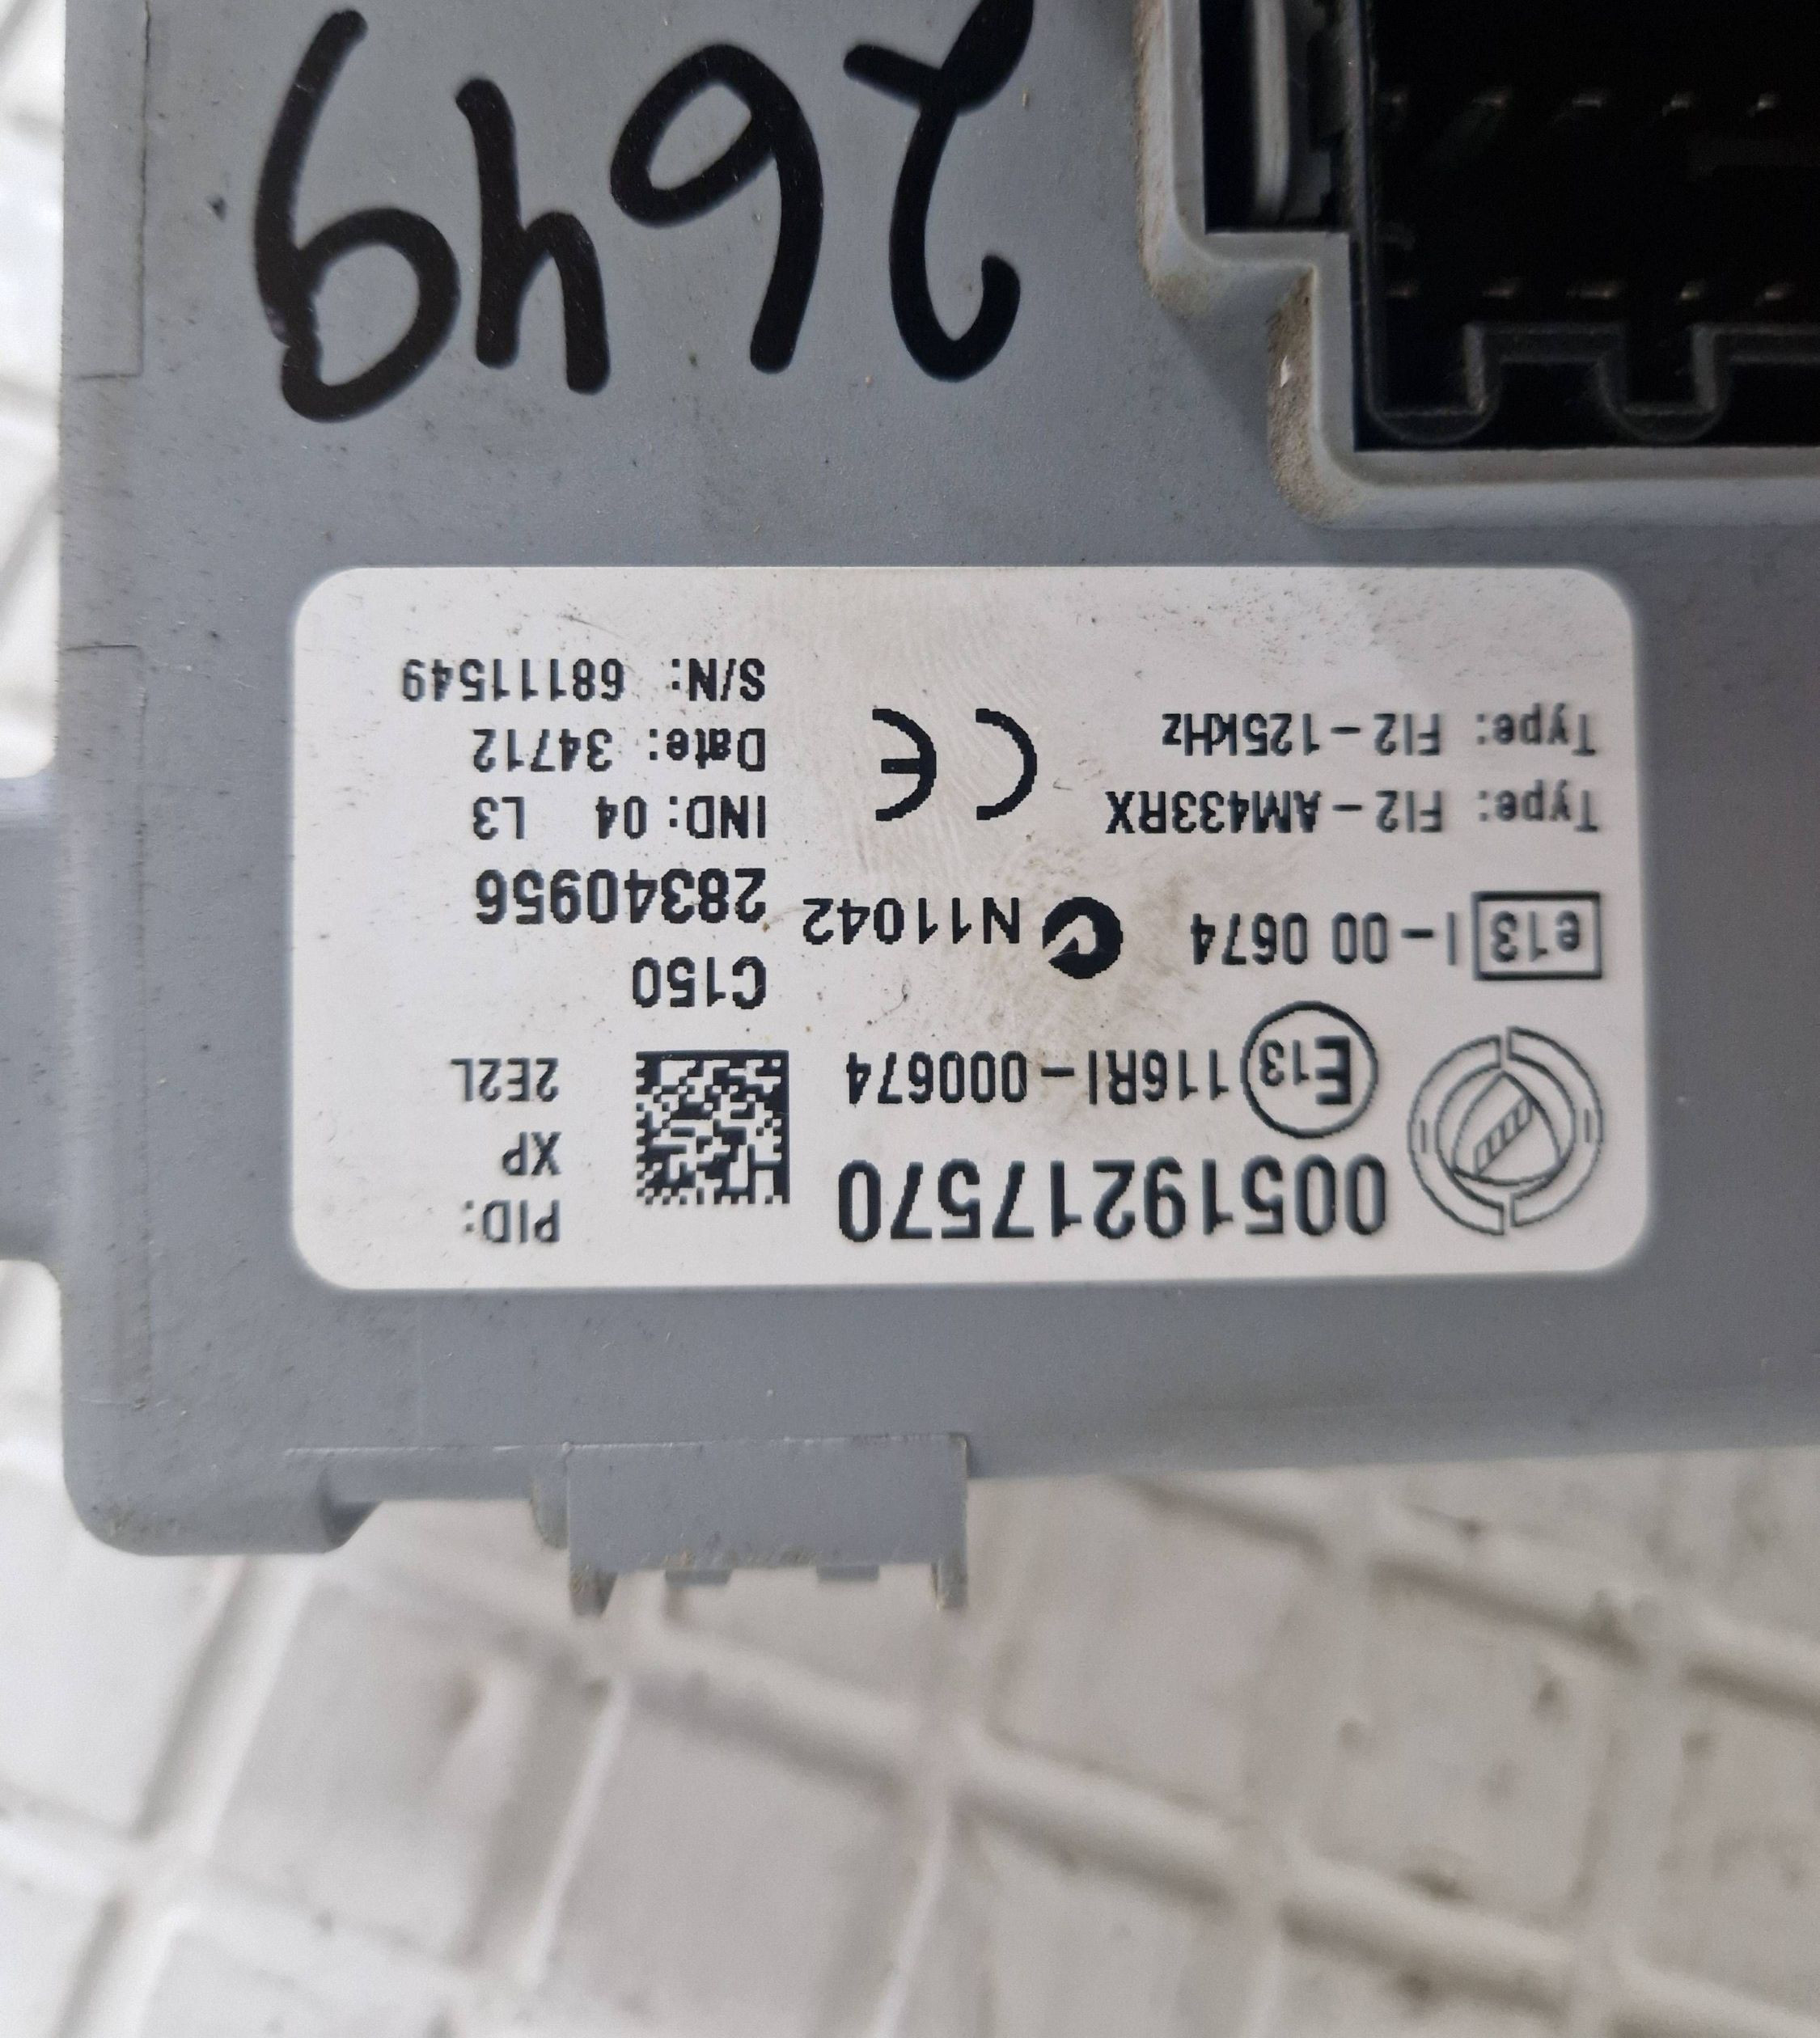 00519217570
E13 116RI-000674
e13 I-00 0674
N11042
Type: FI2-AM433RX
Type: FI2-125kHz
CE
PID:
XP
2E2L
C150
28340956
IND: 04 L3
Date: 34712
S/N: 68111549
2649